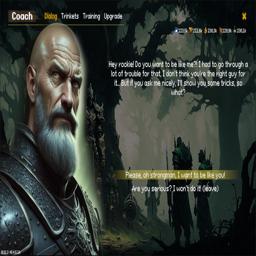 Coach
Dialog Trinkets Training Upgrade
X
Hey rookie! Do you want to be like me?! I had to go through a
lot of trouble for that, I don't think you're the right guy for
it... But if you ask me nicely, I'll show you some tricks, so
what?
Please, oh strongman, I want to be like you!
Are you serious? I won't do it! (leave)